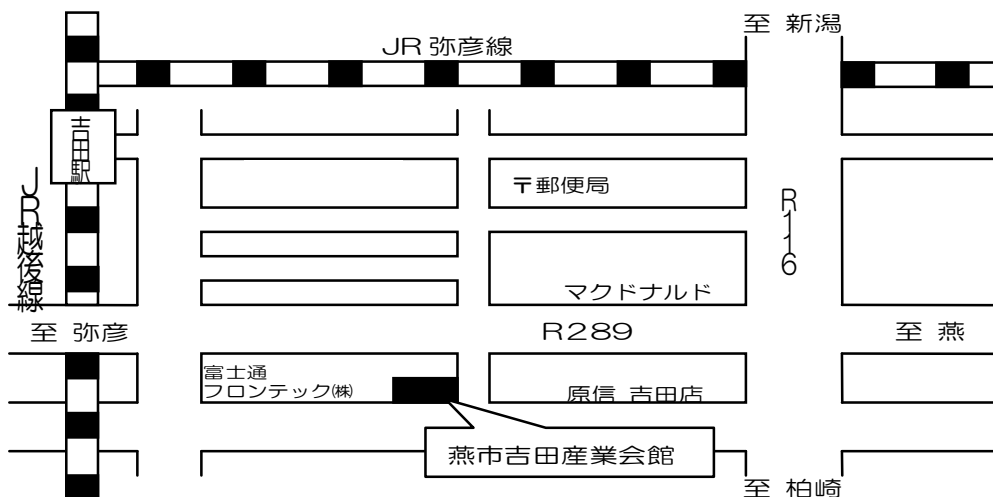 至 新潟
JR 弥彦線
吉田駅
〒郵便局
JR越後線
R116
マクドナルド
至 弥彦
R289
至 燕
富士通
フロンテック㈱
原信 吉田店
燕市吉田産業会館
至 柏崎